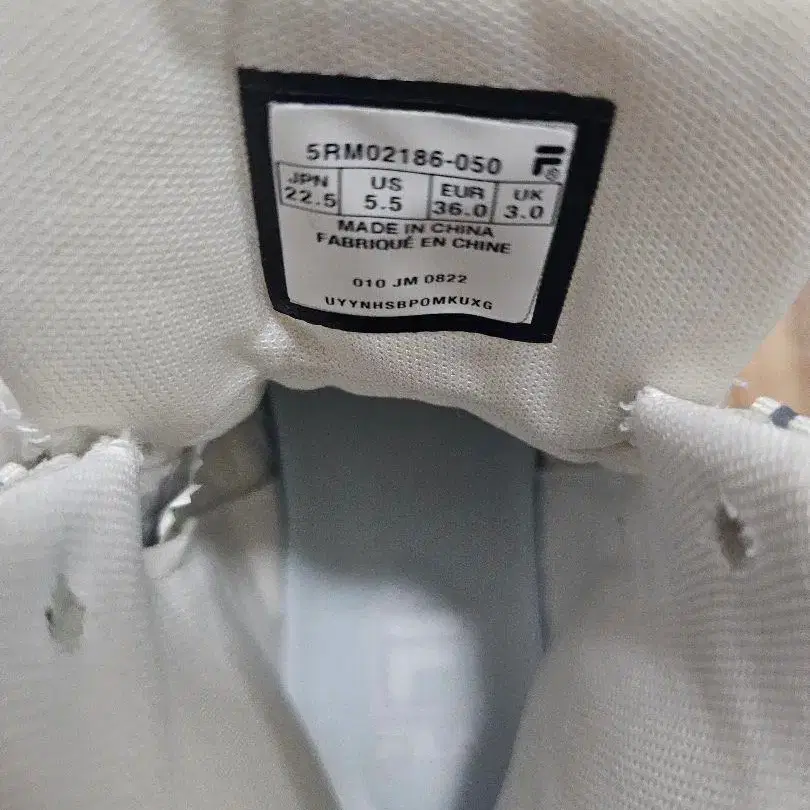 5RM02186-050
JPN US EUR UK
22.5 5.5 36.0 3.0
MADE IN CHINA
FABRIQUÉ EN CHINE
010 JM 0822
UYYNHSBPOMKUXG